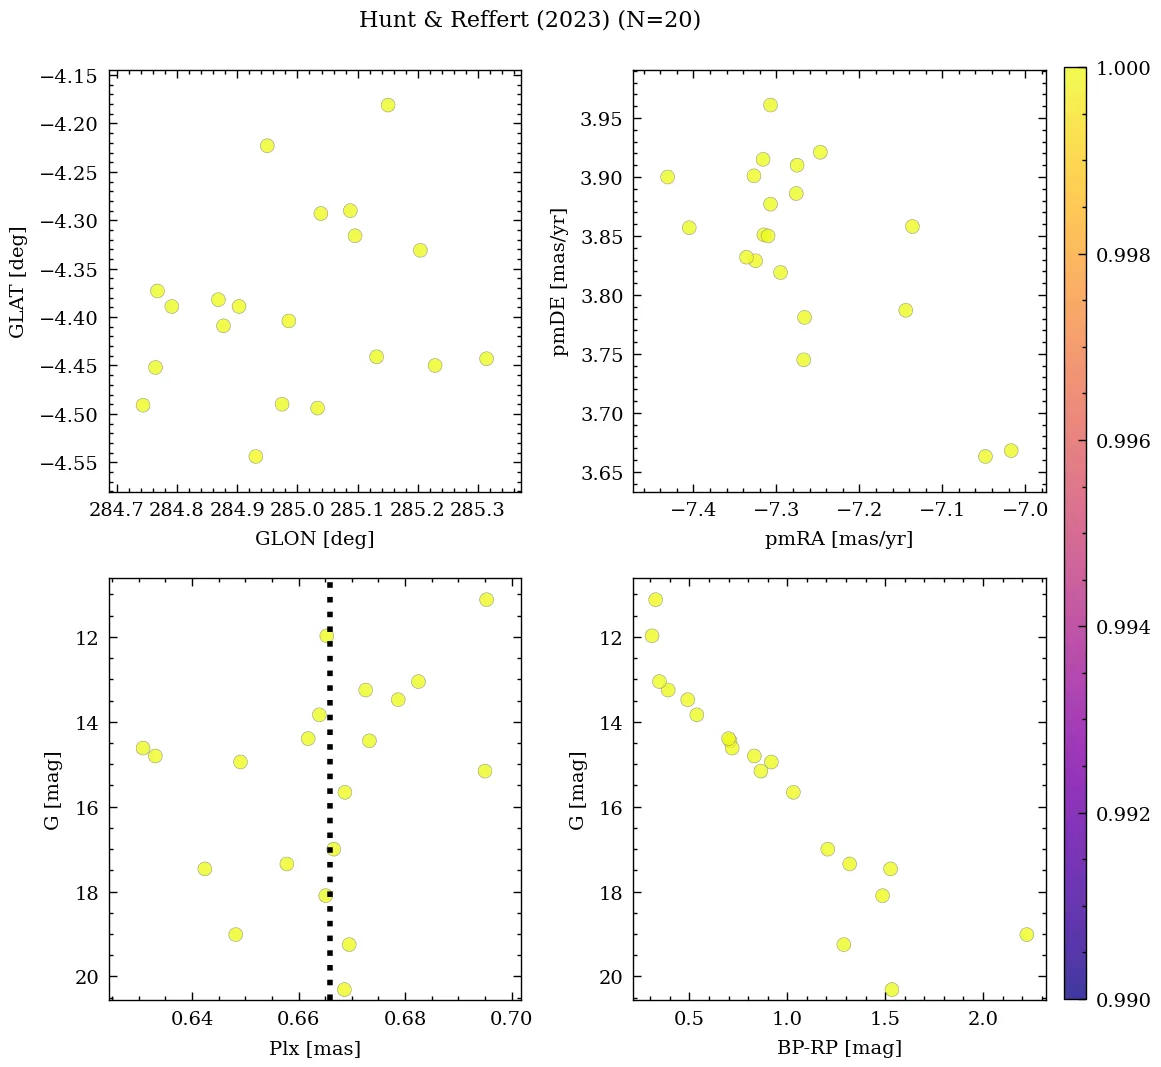 Hunt & Reffert (2023) (N=20)
−4.15
−4.20
−4.25
−4.30
−4.35
−4.40
−4.45
−4.50
−4.55
GLAT [deg]
284.7 284.8 284.9 285.0 285.1 285.2 285.3
GLON [deg]
3.95
3.90
3.85
3.80
3.75
3.70
3.65
pmDE [mas/yr]
−7.4 −7.3 −7.2 −7.1 −7.0
pmRA [mas/yr]
12
14
16
18
20
G [mag]
0.64 0.66 0.68 0.70
Plx [mas]
12
14
16
18
20
G [mag]
0.5 1.0 1.5 2.0
BP-RP [mag]
1.000
0.998
0.996
0.994
0.992
0.990